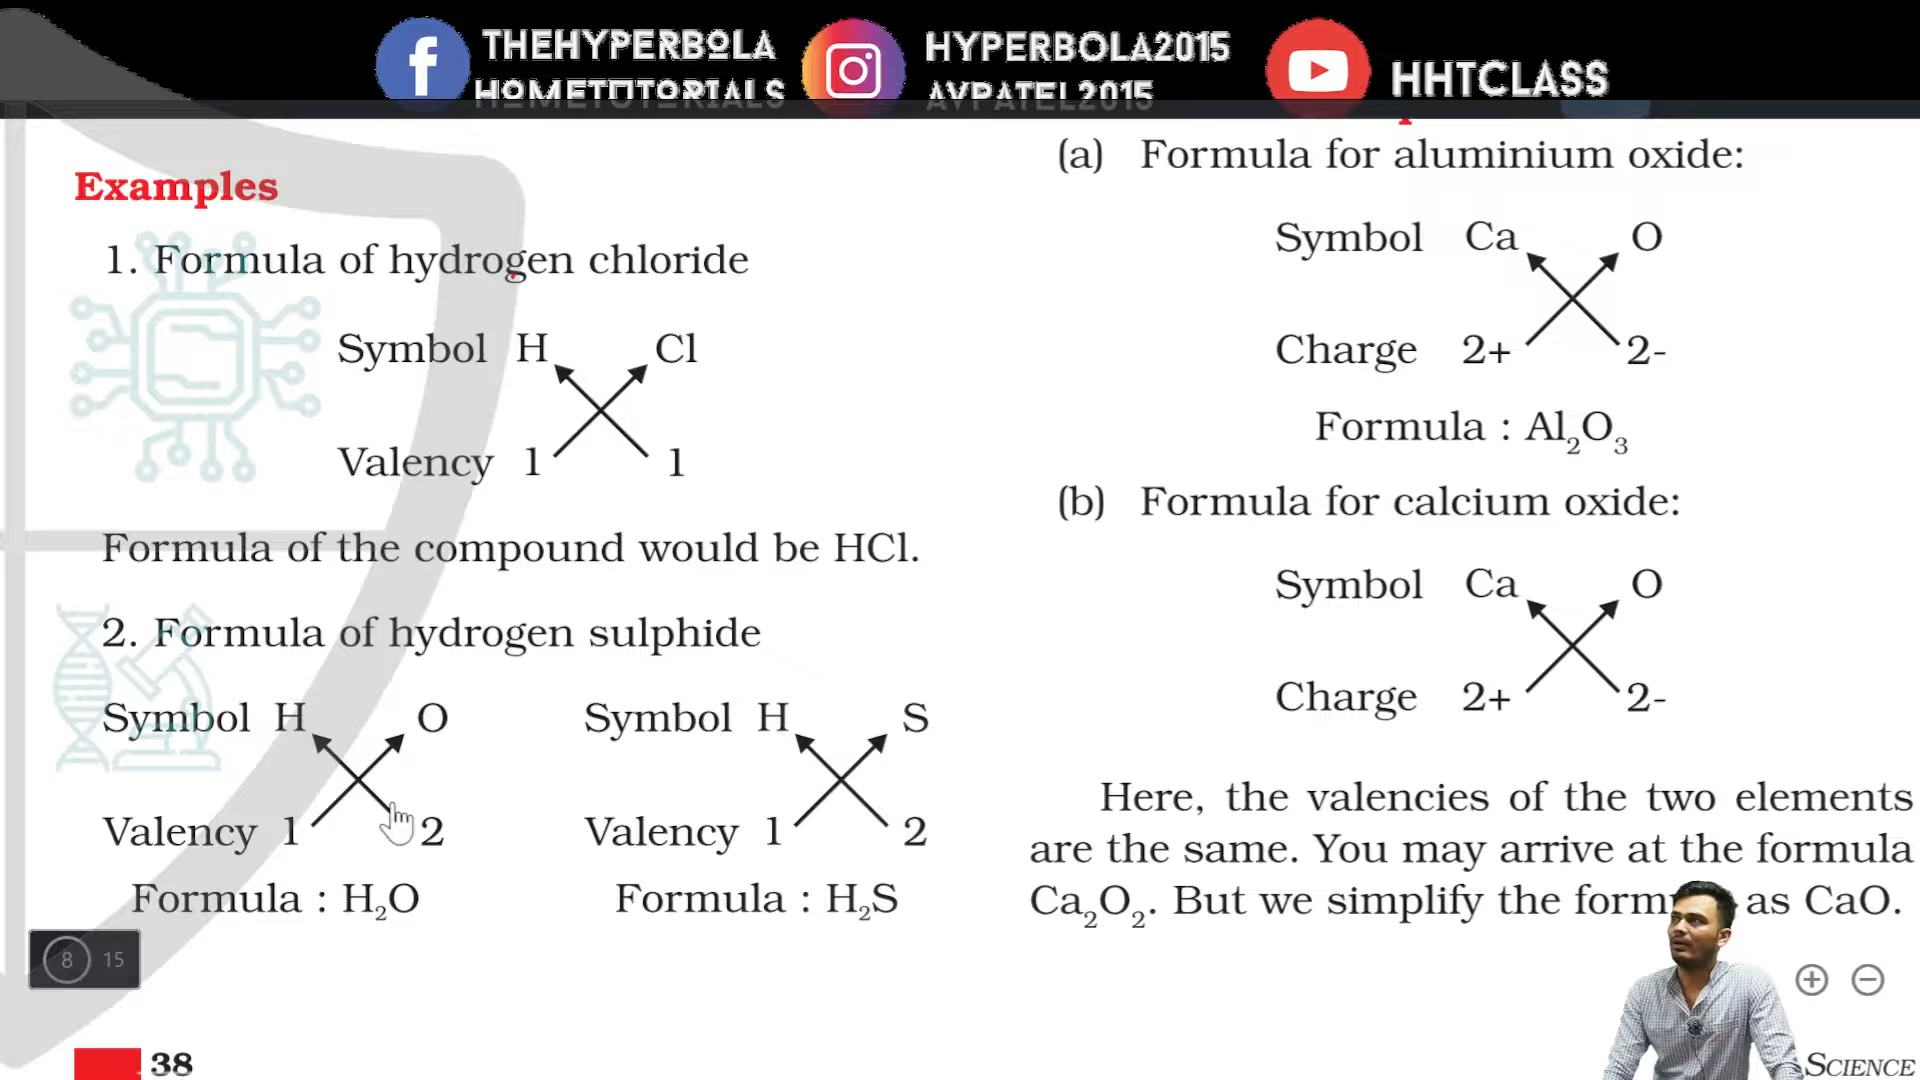 THEHYPERBOLA
HOMETUTORIALS
HYPERBOLA2015
AVPATEL2015
HHTCLASS
Examples
1. Formula of hydrogen chloride
Symbol H Cl
Valency 1 1
Formula of the compound would be HCl.
2. Formula of hydrogen sulphide
Symbol H O
Valency 1 2
Formula : H₂O
Symbol H S
Valency 1 2
Formula : H₂S
8 15
38
(a) Formula for aluminium oxide:
Symbol Ca O
Charge 2+ 2-
Formula : Al₂O₃
(b) Formula for calcium oxide:
Symbol Ca O
Charge 2+ 2-
Here, the valencies of the two elements
are the same. You may arrive at the formula
Ca₂O₂. But we simplify the as CaO.
SCIENCE